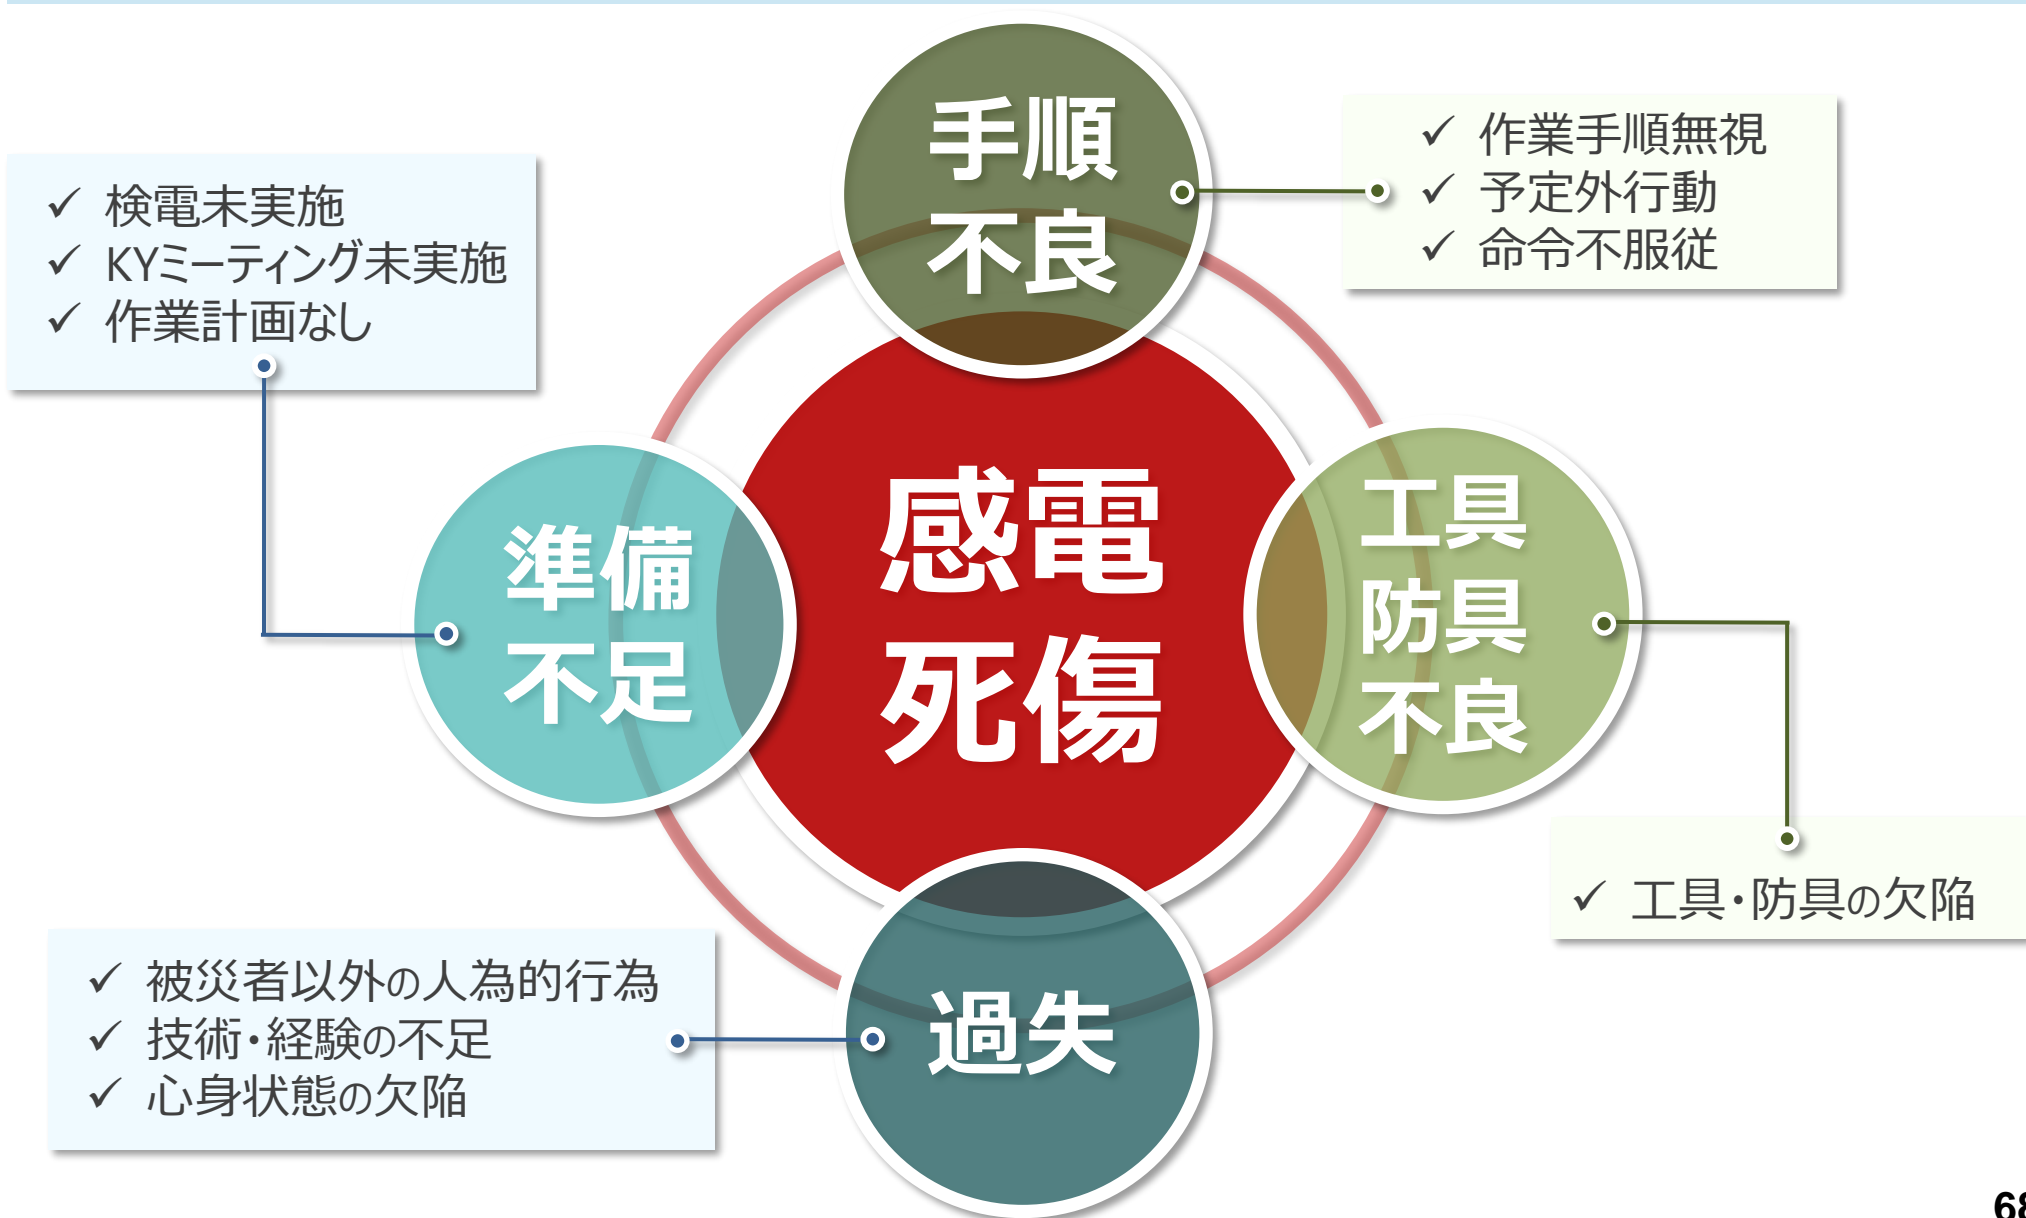 手順
不良
✓ 作業手順無視
✓ 予定外行動
✓ 命令不服従
✓ 検電未実施
✓ KYミーティング未実施
✓ 作業計画なし
感電
死傷
準備
不足
工具
防具
不良
✓ 工具・防具の欠陥
過失
✓ 被災者以外の人為的行為
✓ 技術・経験の不足
✓ 心身状態の欠陥
68